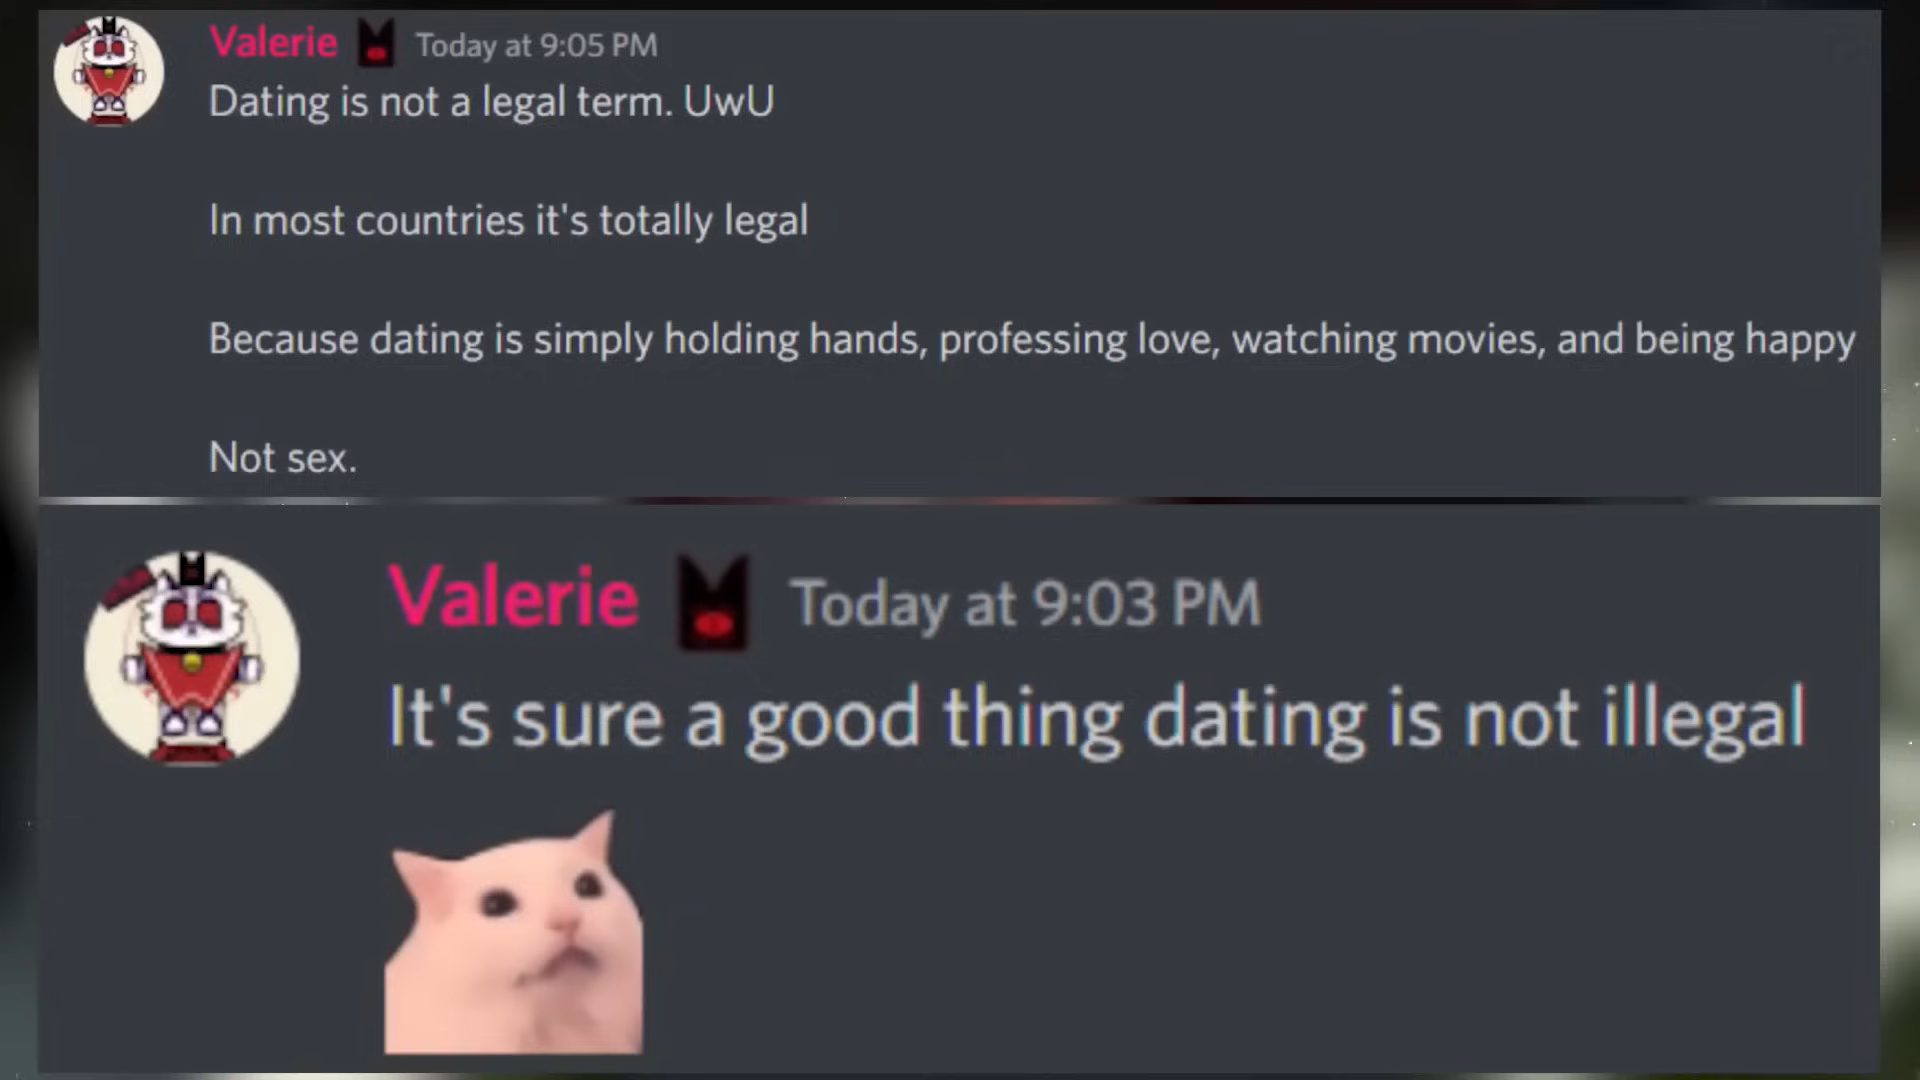 Valerie Today at 9:05 PM
Dating is not a legal term. UwU
In most countries it's totally legal
Because dating is simply holding hands, professing love, watching movies, and being happy
Not sex.
Valerie Today at 9:03 PM
It's sure a good thing dating is not illegal